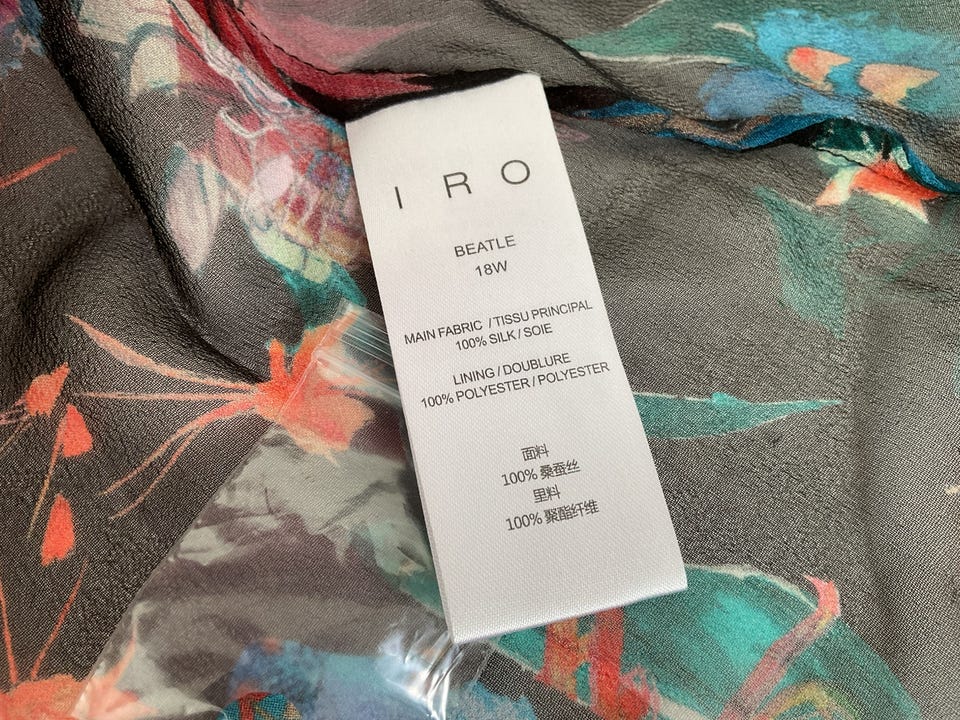 IRO
BEATLE
18W
MAIN FABRIC / TISSU PRINCIPAL
100% SILK / SOIE
LINING / DOUBLURE
100% POLYESTER / POLYESTER
面料
100% 桑蚕丝
里料
100% 聚酯纤维